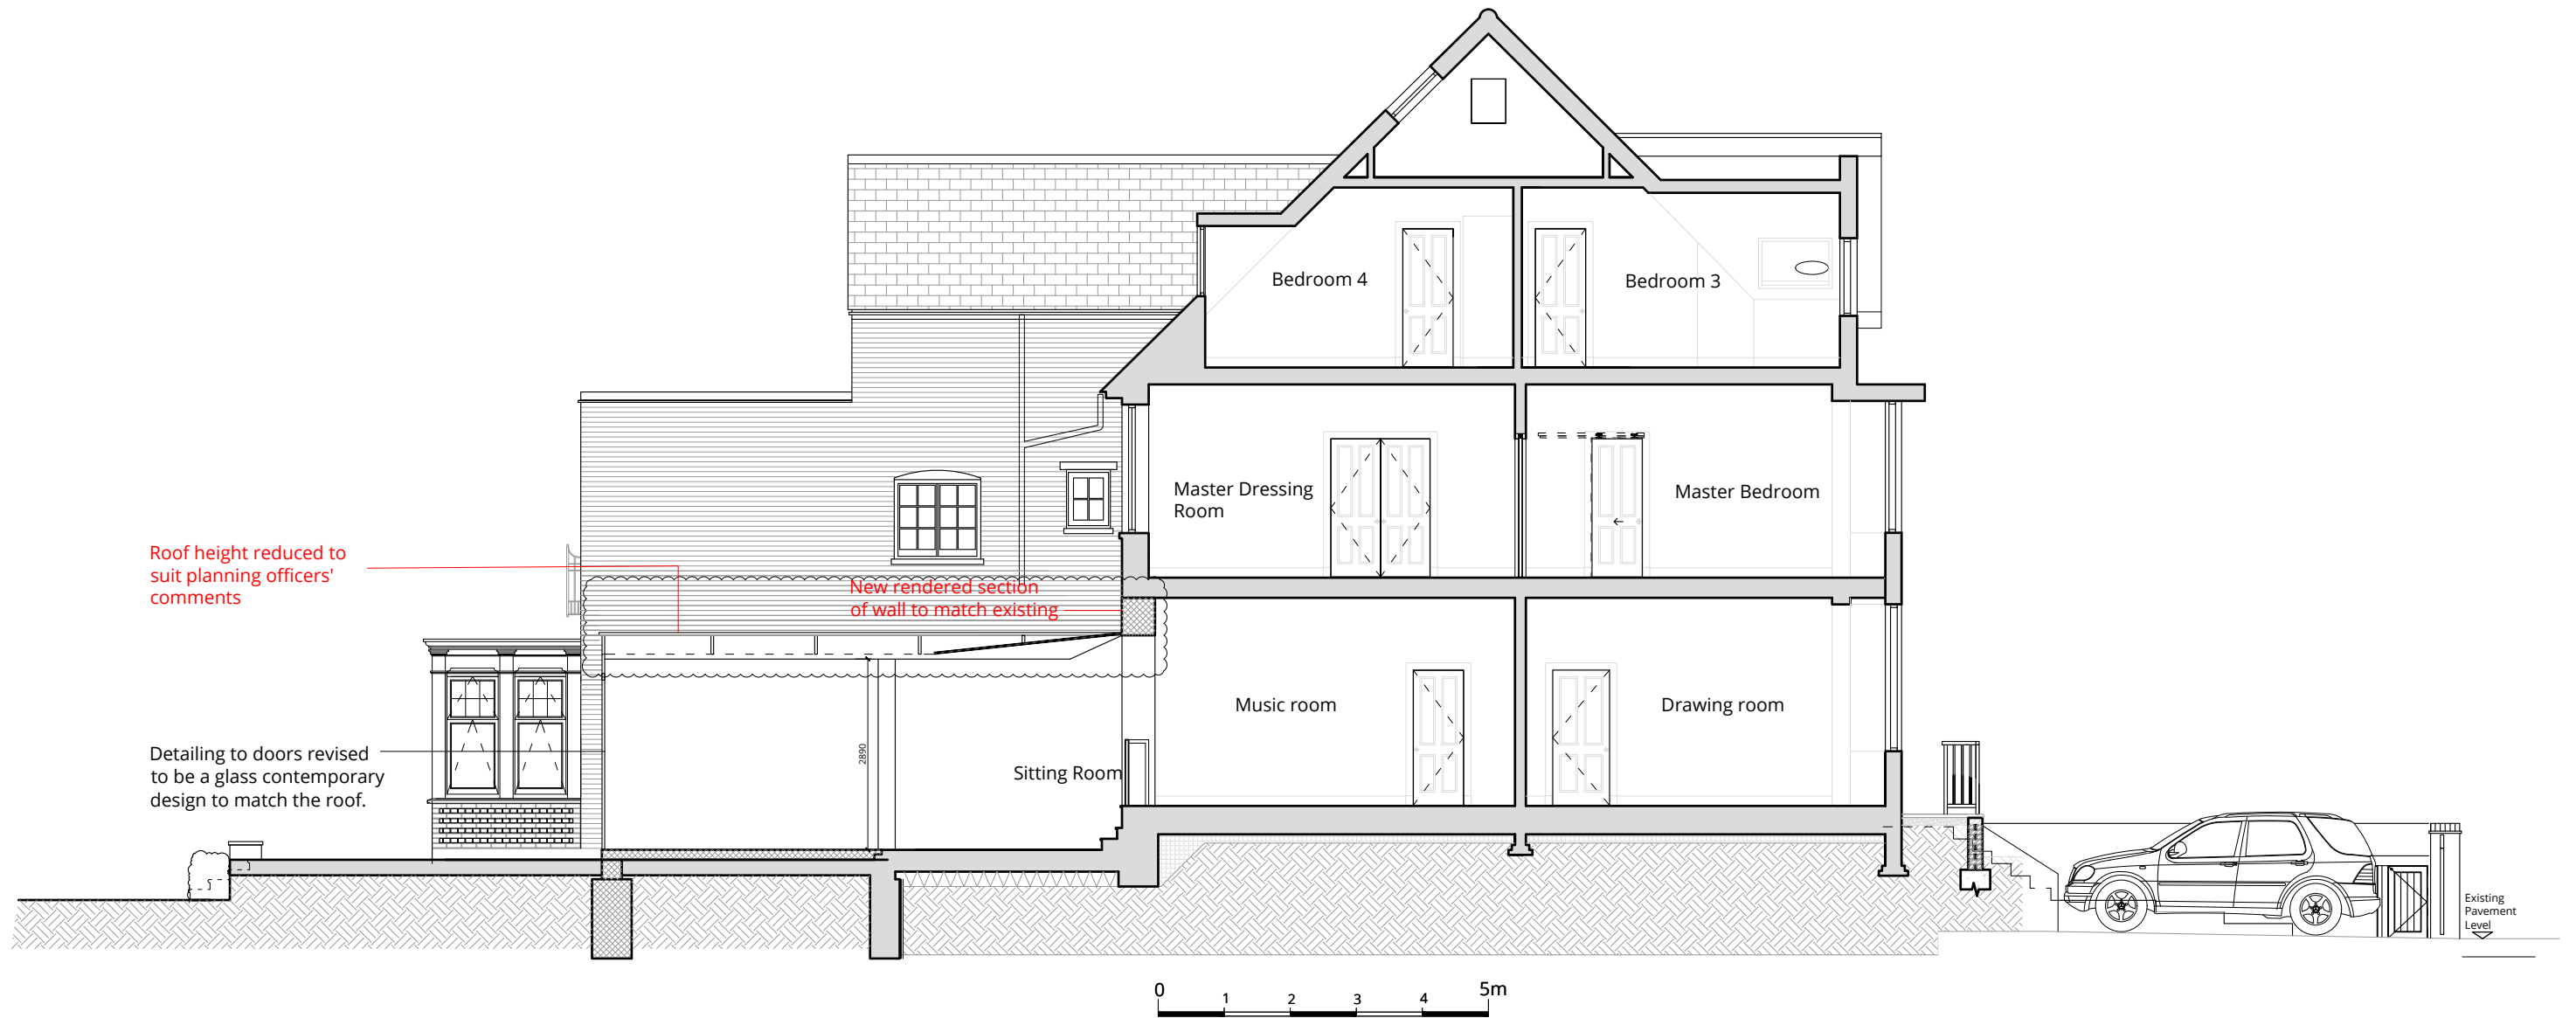 Bedroom 4
Bedroom 3
Master Dressing
Room
Master Bedroom
Roof height reduced to
suit planning officers'
comments
New rendered section
of wall to match existing
Music room
Drawing room
Detailing to doors revised
to be a glass contemporary
design to match the roof.
2890
Sitting Room
Existing
Pavement
Level
0 1 2 3 4 5m